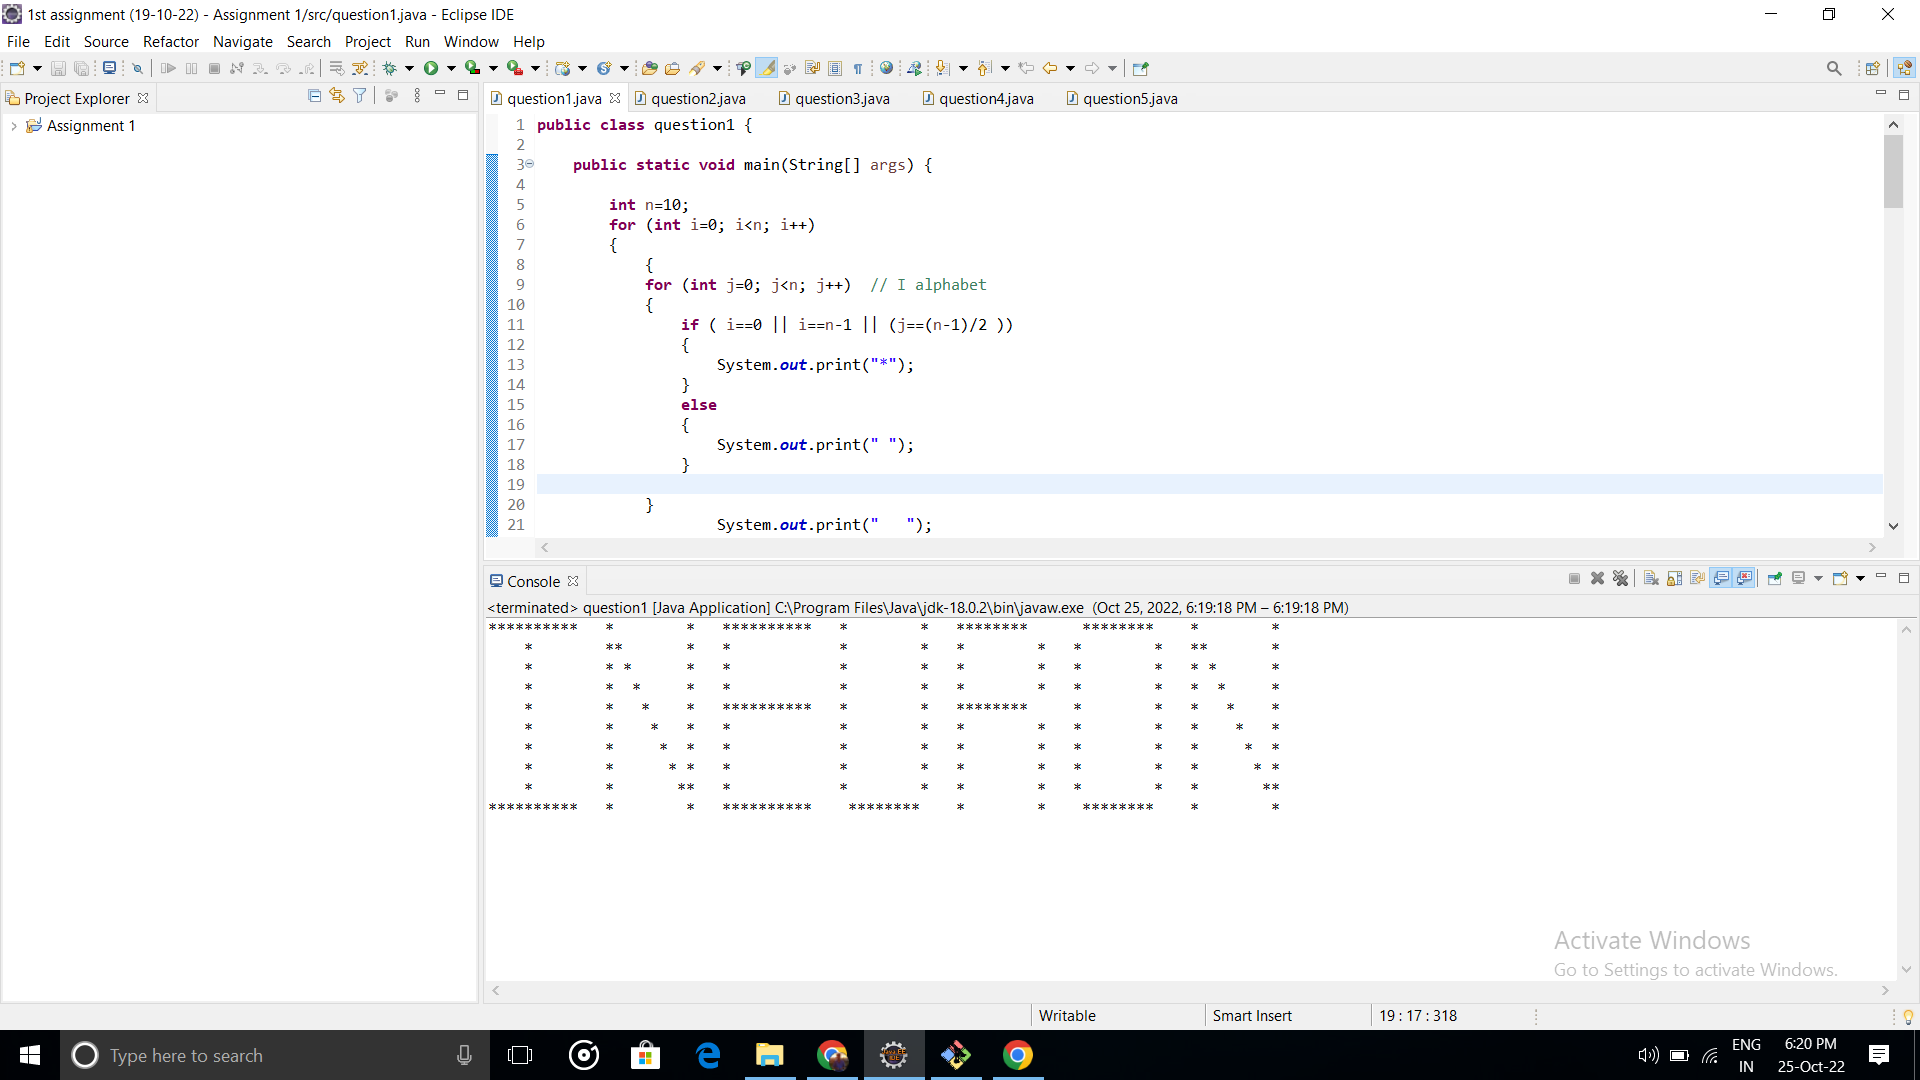 1st assignment (19-10-22) - Assignment 1/src/question1.java - Eclipse IDE
File Edit Source Refactor Navigate Search Project Run Window Help
Project Explorer
question1.java question2.java question3.java question4.java question5.java
Assignment 1
1 public class question1 {
2
3 public static void main(String[] args) {
4
5 int n=10;
6 for (int i=0; i<n; i++)
7 {
8 {
9 for (int j=0; j<n; j++)  // I alphabet
10 {
11 if ( i==0 || i==n-1 || (j==(n-1)/2 ))
12 {
13 System.out.print("*");
14 }
15 else
16 {
17 System.out.print(" ");
18 }
19
20 }
21 System.out.print("   ");
Console
<terminated> question1 [Java Application] C:\Program Files\Java\jdk-18.0.2\bin\javaw.exe (Oct 25, 2022, 6:19:18 PM – 6:19:18 PM)
**********   *        *   **********   *        *   ********      ********    *        *
    *        **       *   *            *        *   *        *   *        *   **       *
    *        * *      *   *            *        *   *        *   *        *   * *      *
    *        *  *     *   *            *        *   *        *   *        *   *  *     *
    *        *   *    *   **********   *        *   ********     *        *   *   *    *
    *        *    *   *   *            *        *   *        *   *        *   *    *   *
    *        *     *  *   *            *        *   *        *   *        *   *     *  *
    *        *      * *   *            *        *   *        *   *        *   *      * *
    *        *       **   *            *        *   *        *   *        *   *       **
**********   *        *   **********    ********    *        *    ********    *        *
Activate Windows
Go to Settings to activate Windows.
Writable Smart Insert 19 : 17 : 318
Type here to search
ENG
IN
6:20 PM
25-Oct-22